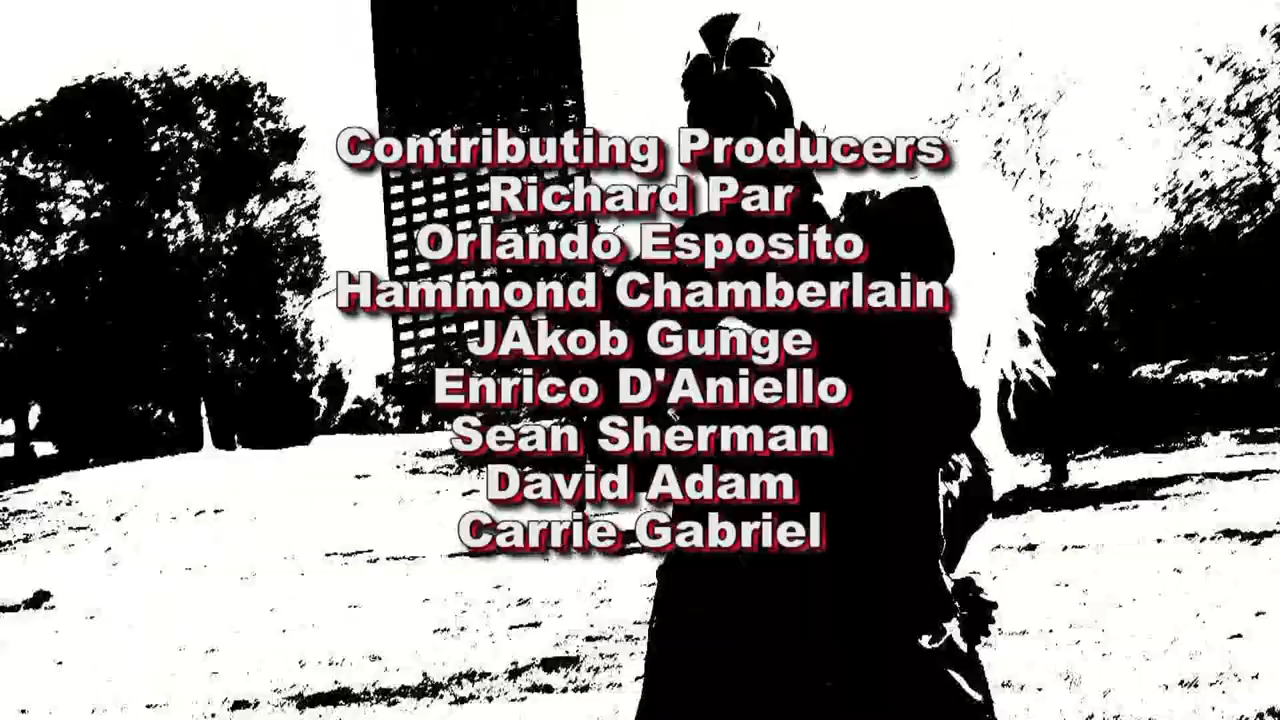 Contributing Producers
Richard Par
Orlando Esposito
Hammond Chamberlain
JAkob Gunge
Enrico D'Aniello
Sean Sherman
David Adam
Carrie Gabriel